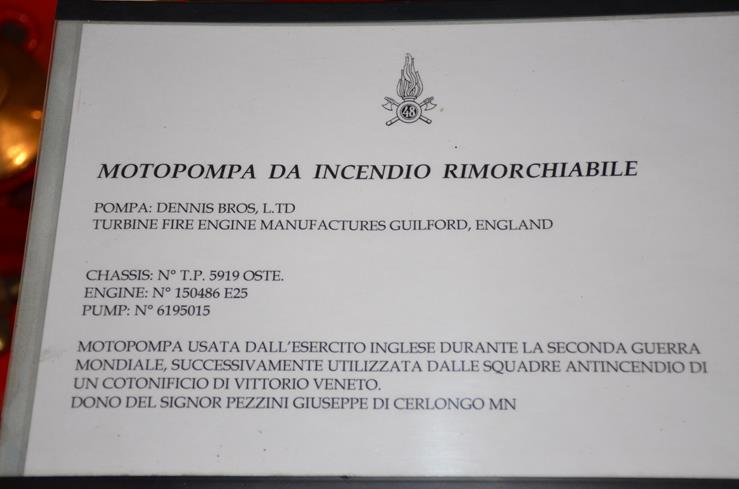 48
MOTOPOMPA DA INCENDIO RIMORCHIABILE
POMPA: DENNIS BROS, L.TD
TURBINE FIRE ENGINE MANUFACTURES GUILFORD, ENGLAND
CHASSIS: N° T.P. 5919 OSTE.
ENGINE: N° 150486 E25
PUMP: N° 6195015
MOTOPOMPA USATA DALL'ESERCITO INGLESE DURANTE LA SECONDA GUERRA
MONDIALE, SUCCESSIVAMENTE UTILIZZATA DALLE SQUADRE ANTINCENDIO DI
UN COTONIFICIO DI VITTORIO VENETO.
DONO DEL SIGNOR PEZZINI GIUSEPPE DI CERLONGO MN